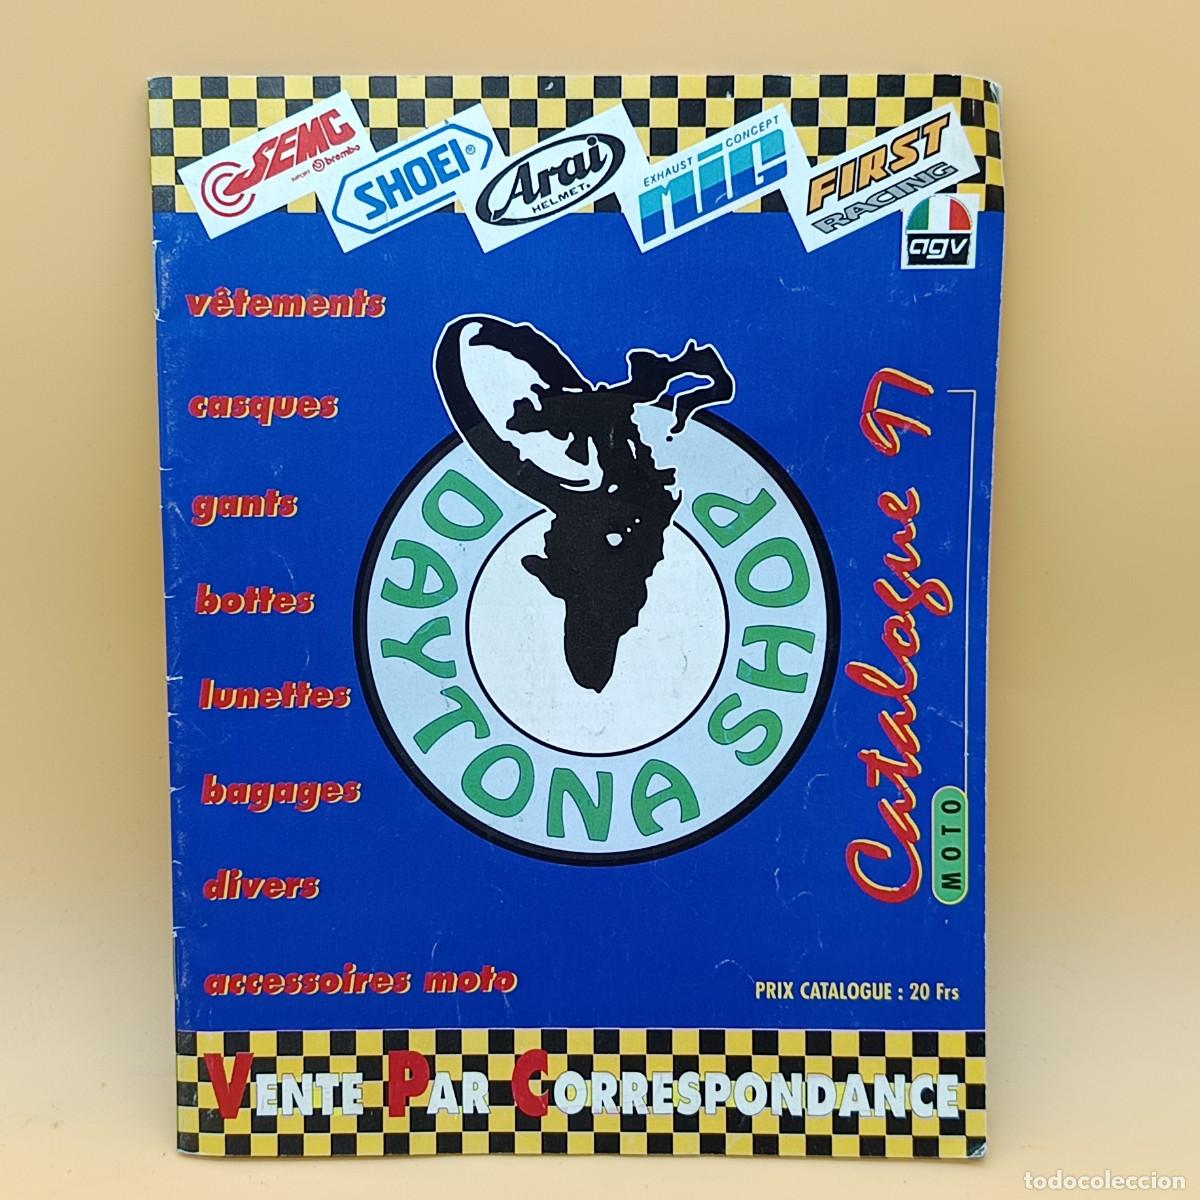 SEMC
IMPORT brembo
SHOEI®
Arai
HELMET®
EXHAUST CONCEPT
MIG
FIRST
RACING
agv
vêtements
casques
gants
bottes
lunettes
bagages
divers
accessoires moto
DAYTONA SHOP
Catalogue 97
MOTO
PRIX CATALOGUE : 20 Frs
VENTE PAR CORRESPONDANCE
todocoleccion